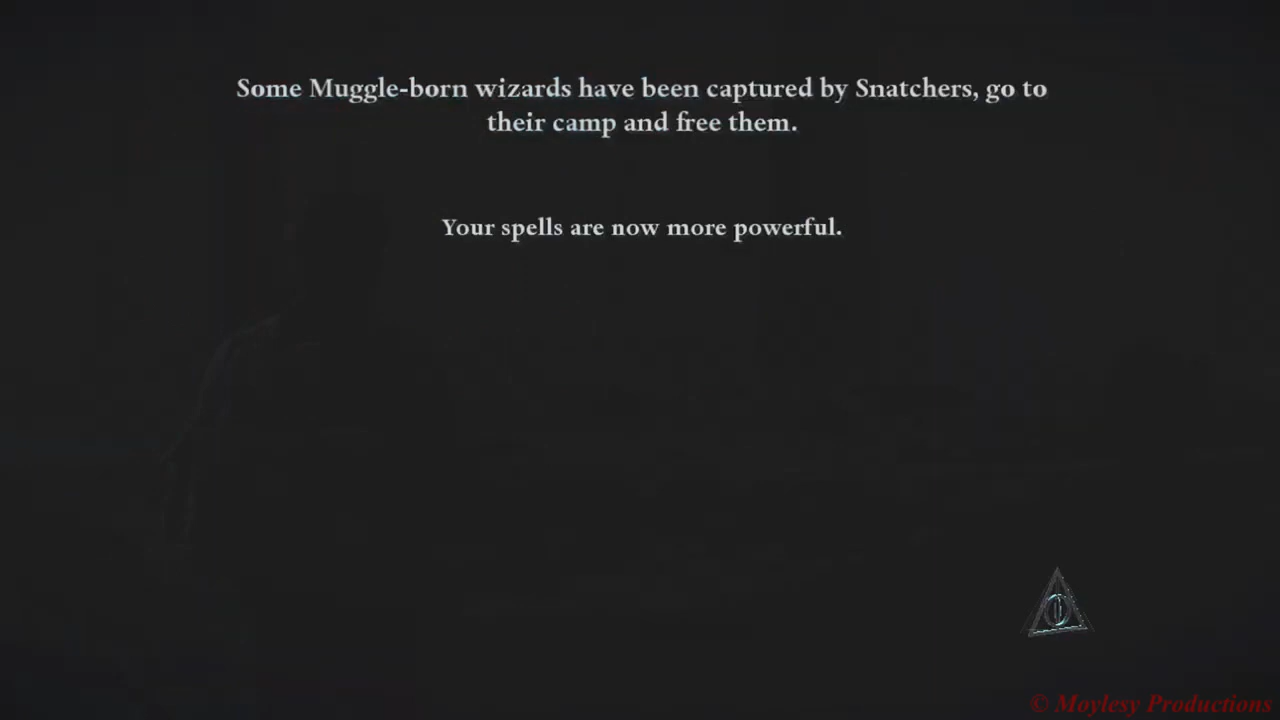 Some Muggle-born wizards have been captured by Snatchers, go to
their camp and free them.
Your spells are now more powerful.
© Moylesy Productions